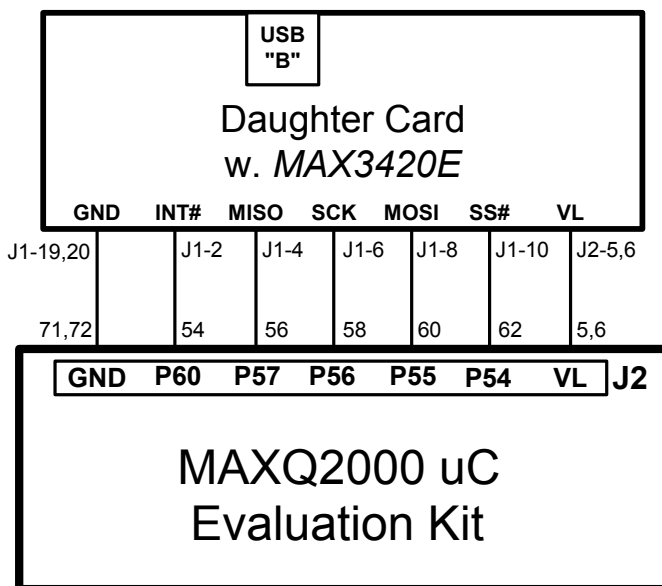 USB
"B"
Daughter Card
w. MAX3420E
GND INT# MISO SCK MOSI SS# VL
J1-19,20 J1-2 J1-4 J1-6 J1-8 J1-10 J2-5,6
71,72 54 56 58 60 62 5,6
GND P60 P57 P56 P55 P54 VL J2
MAXQ2000 uC
Evaluation Kit